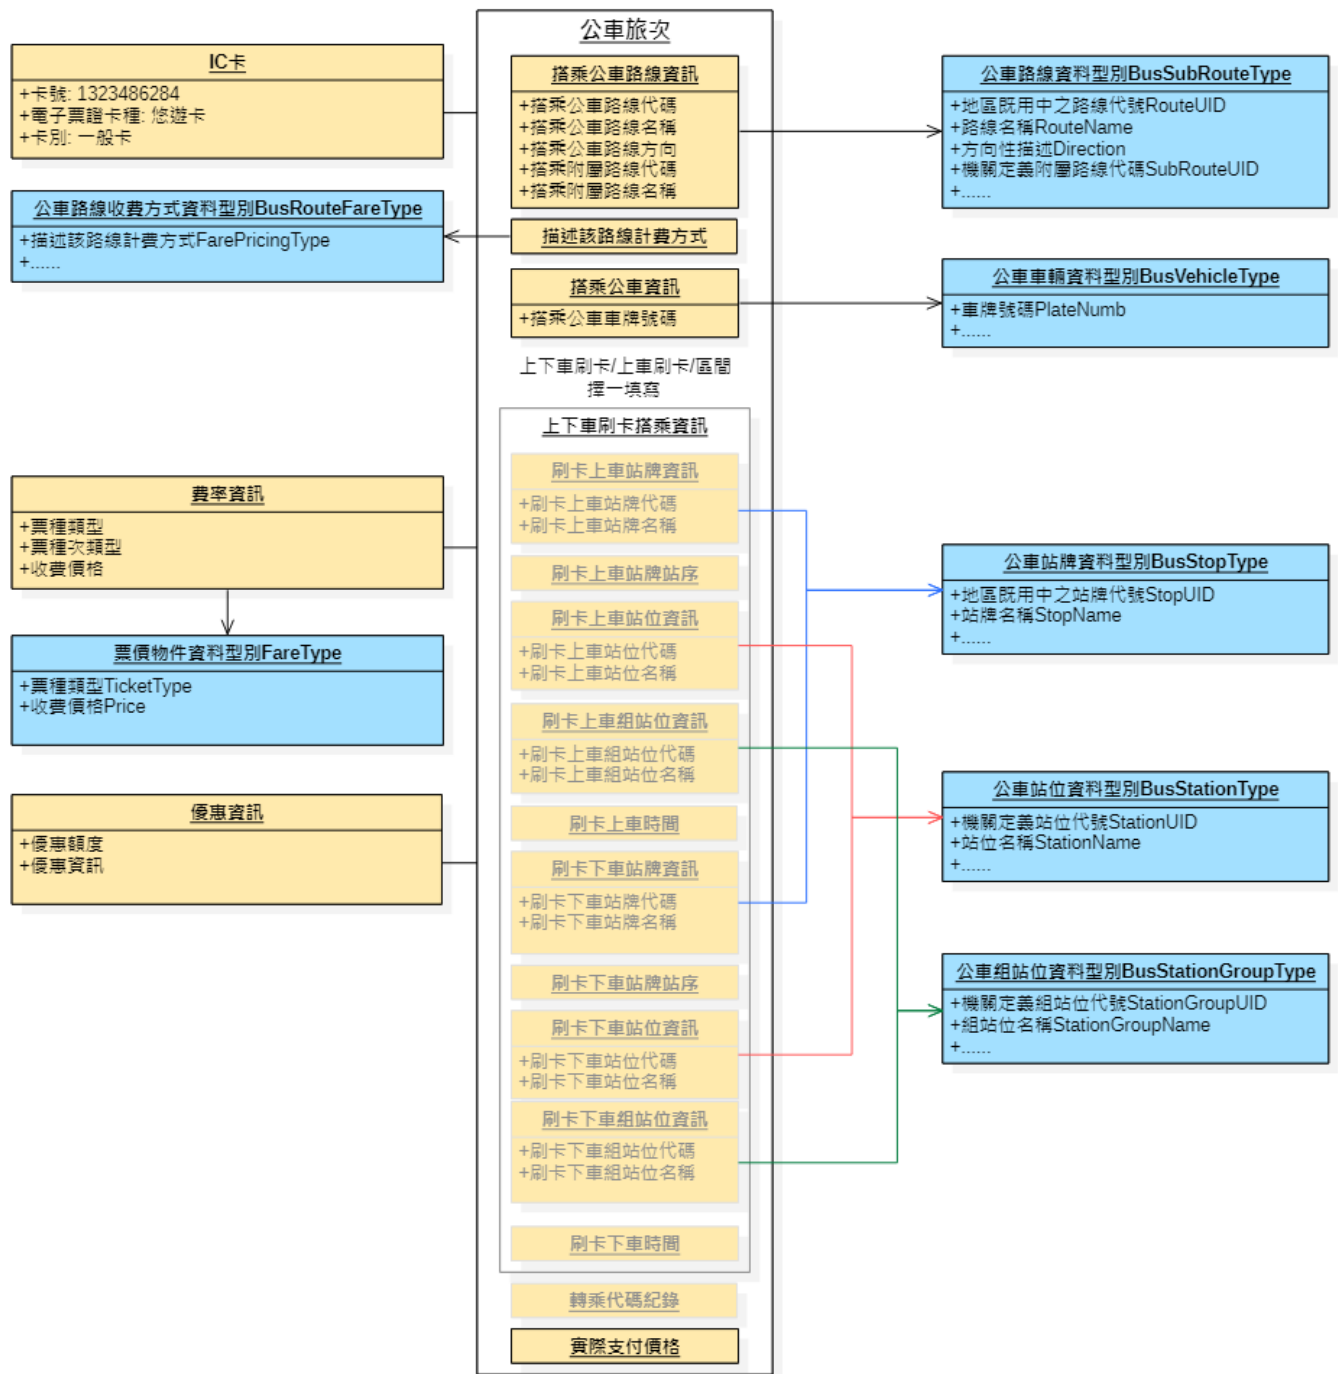 公車旅次
IC卡
+卡號: 1323486284
+電子票證卡種: 悠遊卡
+卡別: 一般卡
公車路線收費方式資料型別BusRouteFareType
+描述該路線計費方式FarePricingType
+......
費率資訊
+票種類型
+票種次類型
+收費價格
票價物件資料型別FareType
+票種類型TicketType
+收費價格Price
優惠資訊
+優惠額度
+優惠資訊
搭乘公車路線資訊
+搭乘公車路線代碼
+搭乘公車路線名稱
+搭乘公車路線方向
+搭乘附屬路線代碼
+搭乘附屬路線名稱
描述該路線計費方式
搭乘公車資訊
+搭乘公車車牌號碼
上下車刷卡/上車刷卡/區間
擇一填寫
上下車刷卡搭乘資訊
刷卡上車站牌資訊
+刷卡上車站牌代碼
+刷卡上車站牌名稱
刷卡上車站牌站序
刷卡上車站位資訊
+刷卡上車站位代碼
+刷卡上車站位名稱
刷卡上車組站位資訊
+刷卡上車組站位代碼
+刷卡上車組站位名稱
刷卡上車時間
刷卡下車站牌資訊
+刷卡下車站牌代碼
+刷卡下車站牌名稱
刷卡下車站牌站序
刷卡下車站位資訊
+刷卡下車站位代碼
+刷卡下車站位名稱
刷卡下車組站位資訊
+刷卡下車組站位代碼
+刷卡下車組站位名稱
刷卡下車時間
轉乘代碼紀錄
實際支付價格
公車路線資料型別BusSubRouteType
+地區既用中之路線代號RouteUID
+路線名稱RouteName
+方向性描述Direction
+機關定義附屬路線代碼SubRouteUID
+......
公車車輛資料型別BusVehicleType
+車牌號碼PlateNumb
+......
公車站牌資料型別BusStopType
+地區既用中之站牌代號StopUID
+站牌名稱StopName
+......
公車站位資料型別BusStationType
+機關定義站位代號StationUID
+站位名稱StationName
+......
公車組站位資料型別BusStationGroupType
+機關定義組站位代號StationGroupUID
+組站位名稱StationGroupName
+......